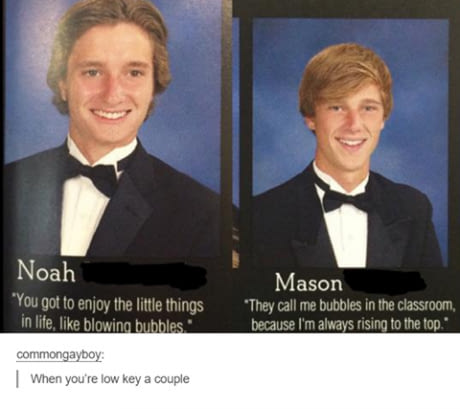 Noah
"You got to enjoy the little things
in life, like blowing bubbles."
Mason
"They call me bubbles in the classroom,
because I'm always rising to the top."
commongayboy:
When you're low key a couple